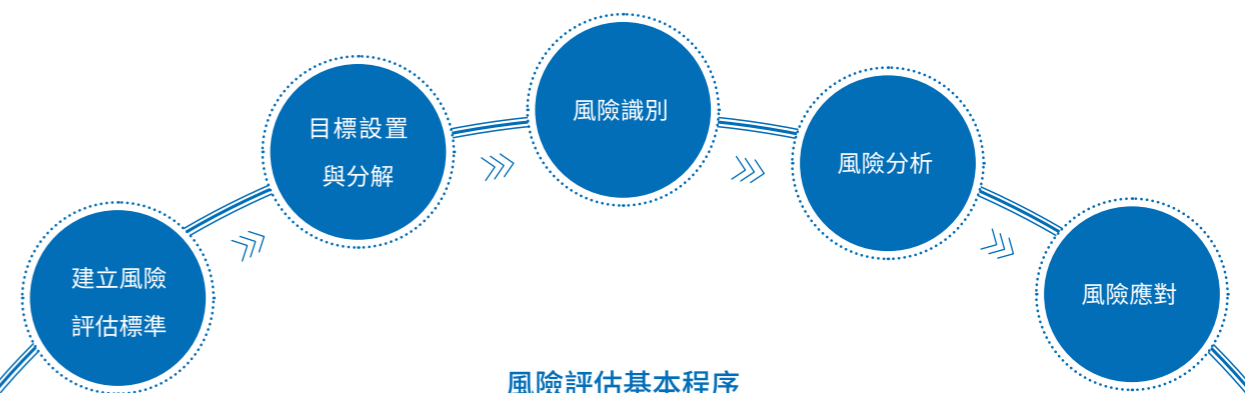 建立風險
評估標準
目標設置
與分解
風險識別
風險分析
風險應對
風險評估基本程序